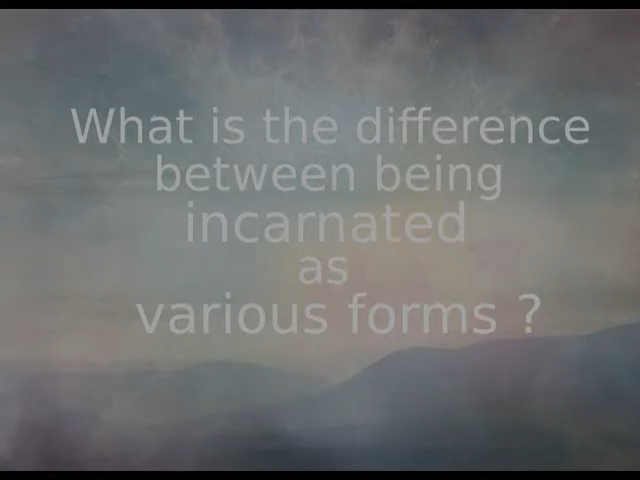 What is the difference
between being
incarnated
as
various forms ?